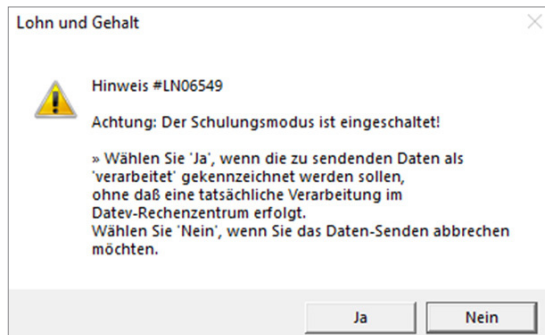 Lohn und Gehalt
Hinweis #LN06549
Achtung: Der Schulungsmodus ist eingeschaltet!
» Wählen Sie 'Ja', wenn die zu sendenden Daten als
'verarbeitet' gekennzeichnet werden sollen,
ohne daß eine tatsächliche Verarbeitung im
Datev-Rechenzentrum erfolgt.
Wählen Sie 'Nein', wenn Sie das Daten-Senden abbrechen
möchten.
Ja
Nein